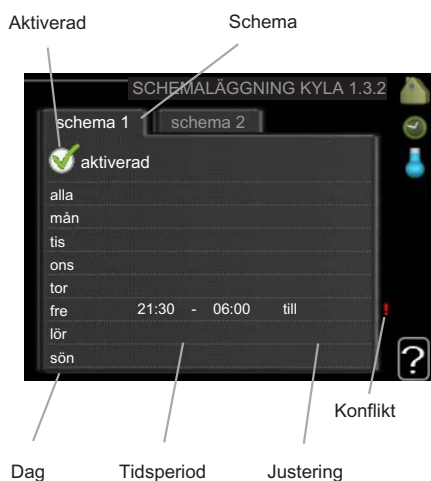 Aktiverad
Schema
SCHEMALÄGGNING KYLA 1.3.2
schema 1
schema 2
aktiverad
alla
mån
tis
ons
tor
fre 21:30 - 06:00 till !
lör
sön
?
Konflikt
Dag
Tidsperiod
Justering